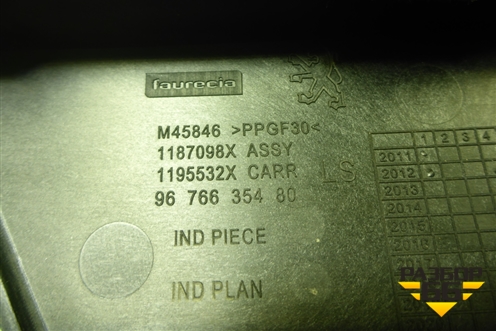 faurecia
M45846 >PPGF30<
1187098X ASSY
1195532X CARR
LS
96 766 354 80
IND PIECE
IND PLAN
1 2 3 4
2011
2012
2013
2014
2015
2016
РАЗБОР